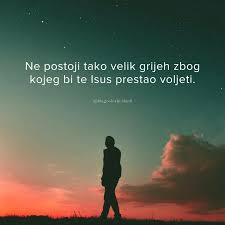 Ne postoji tako velik grijeh zbog
kojeg bi te Isus prestao voljeti.